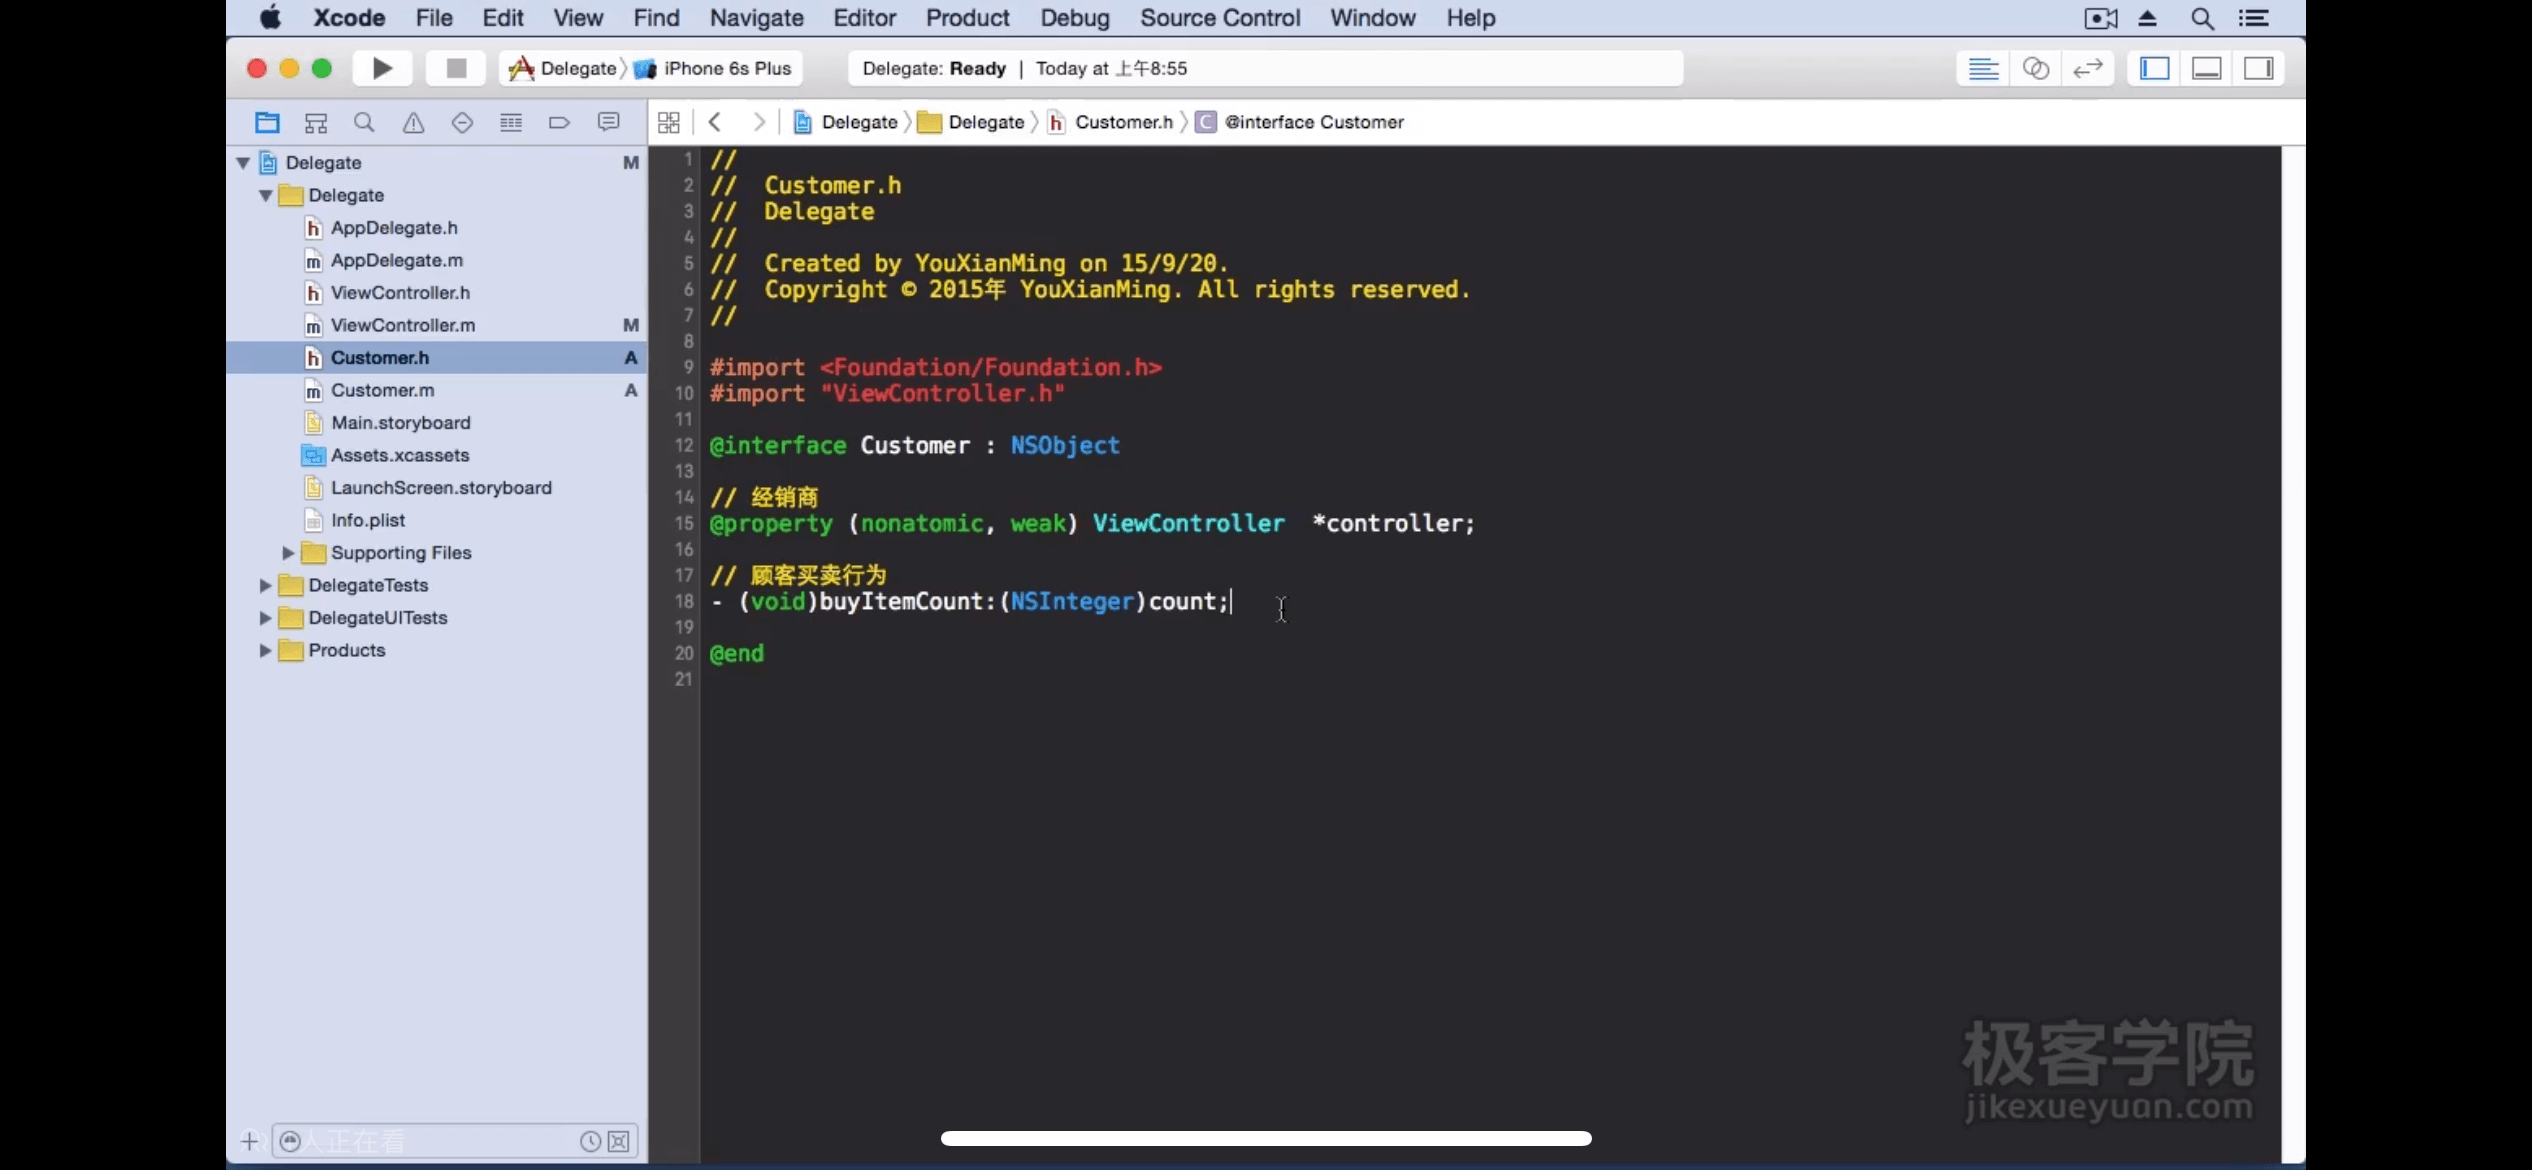 Xcode File Edit View Find Navigate Editor Product Debug Source Control Window Help
Delegate iPhone 6s Plus
Delegate: Ready | Today at 上午8:55
Delegate Delegate Customer.h @interface Customer
Delegate M
Delegate
AppDelegate.h
AppDelegate.m
ViewController.h
ViewController.m M
Customer.h A
Customer.m A
Main.storyboard
Assets.xcassets
LaunchScreen.storyboard
Info.plist
Supporting Files
DelegateTests
DelegateUITests
Products
1 //
2 //  Customer.h
3 //  Delegate
4 //
5 //  Created by YouXianMing on 15/9/20.
6 //  Copyright © 2015年 YouXianMing. All rights reserved.
7 //
8
9 #import <Foundation/Foundation.h>
10 #import "ViewController.h"
11
12 @interface Customer : NSObject
13
14 // 经销商
15 @property (nonatomic, weak) ViewController  *controller;
16
17 // 顾客买卖行为
18 - (void)buyItemCount:(NSInteger)count;
19
20 @end
21
极客学院
jikexueyuan.com
人正在看